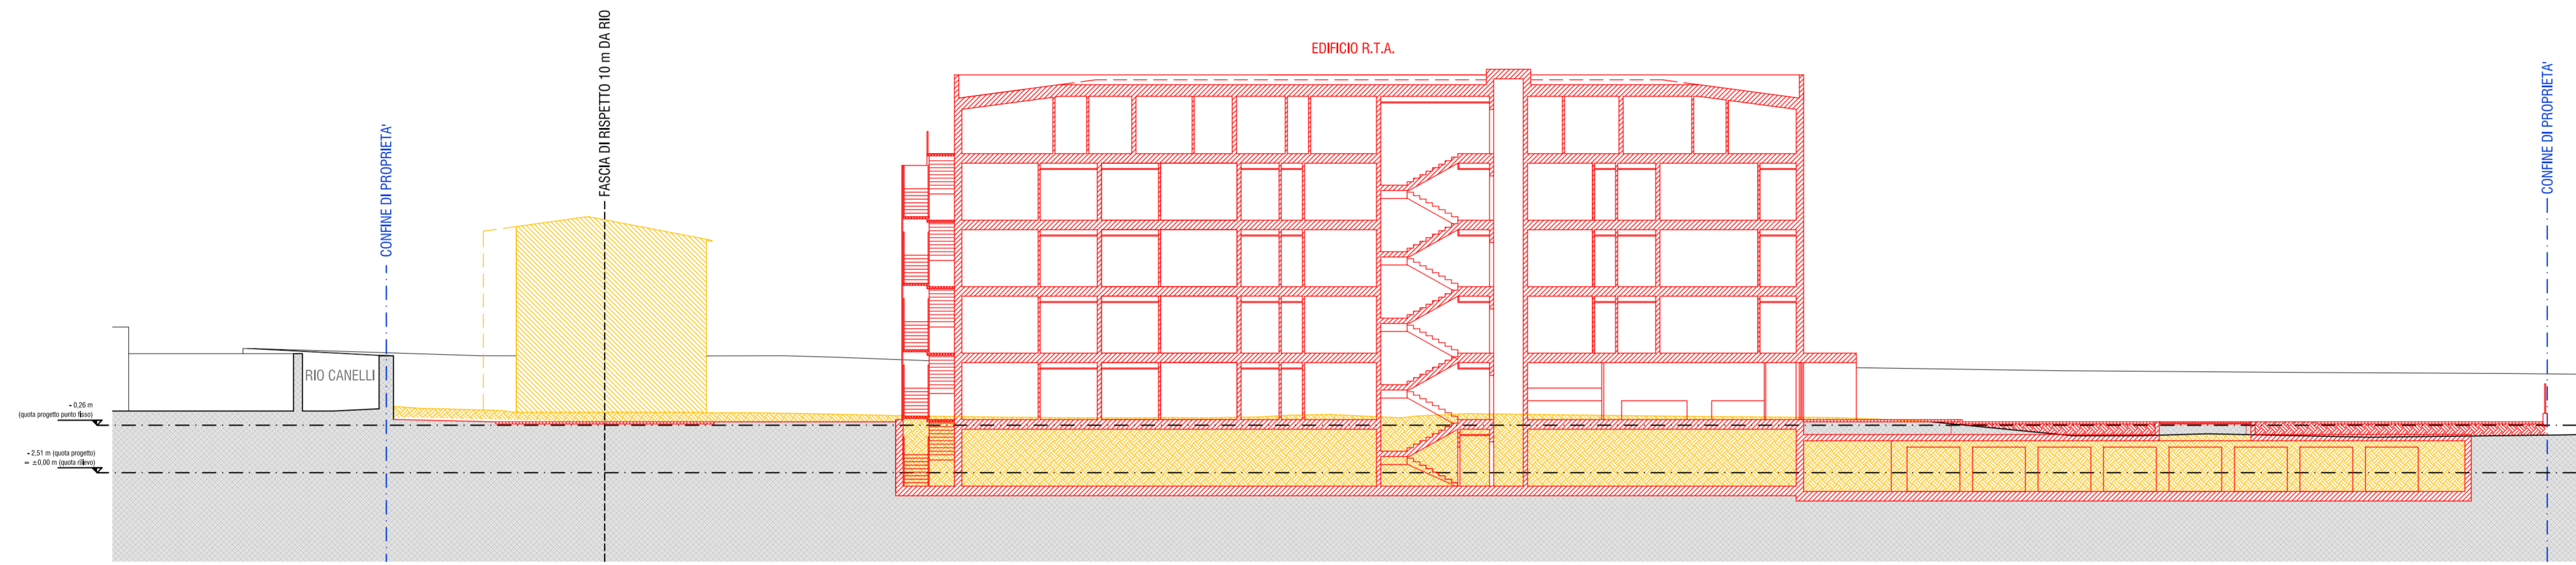 EDIFICIO R.T.A.
CONFINE DI PROPRIETA'
FASCIA DI RISPETTO 10 m DA RIO
CONFINE DI PROPRIETA'
RIO CANELLI
- 0,26 m
(quota progetto punto fisso)
- 2,51 m (quota progetto)
= ±0,00 m (quota rilievo)